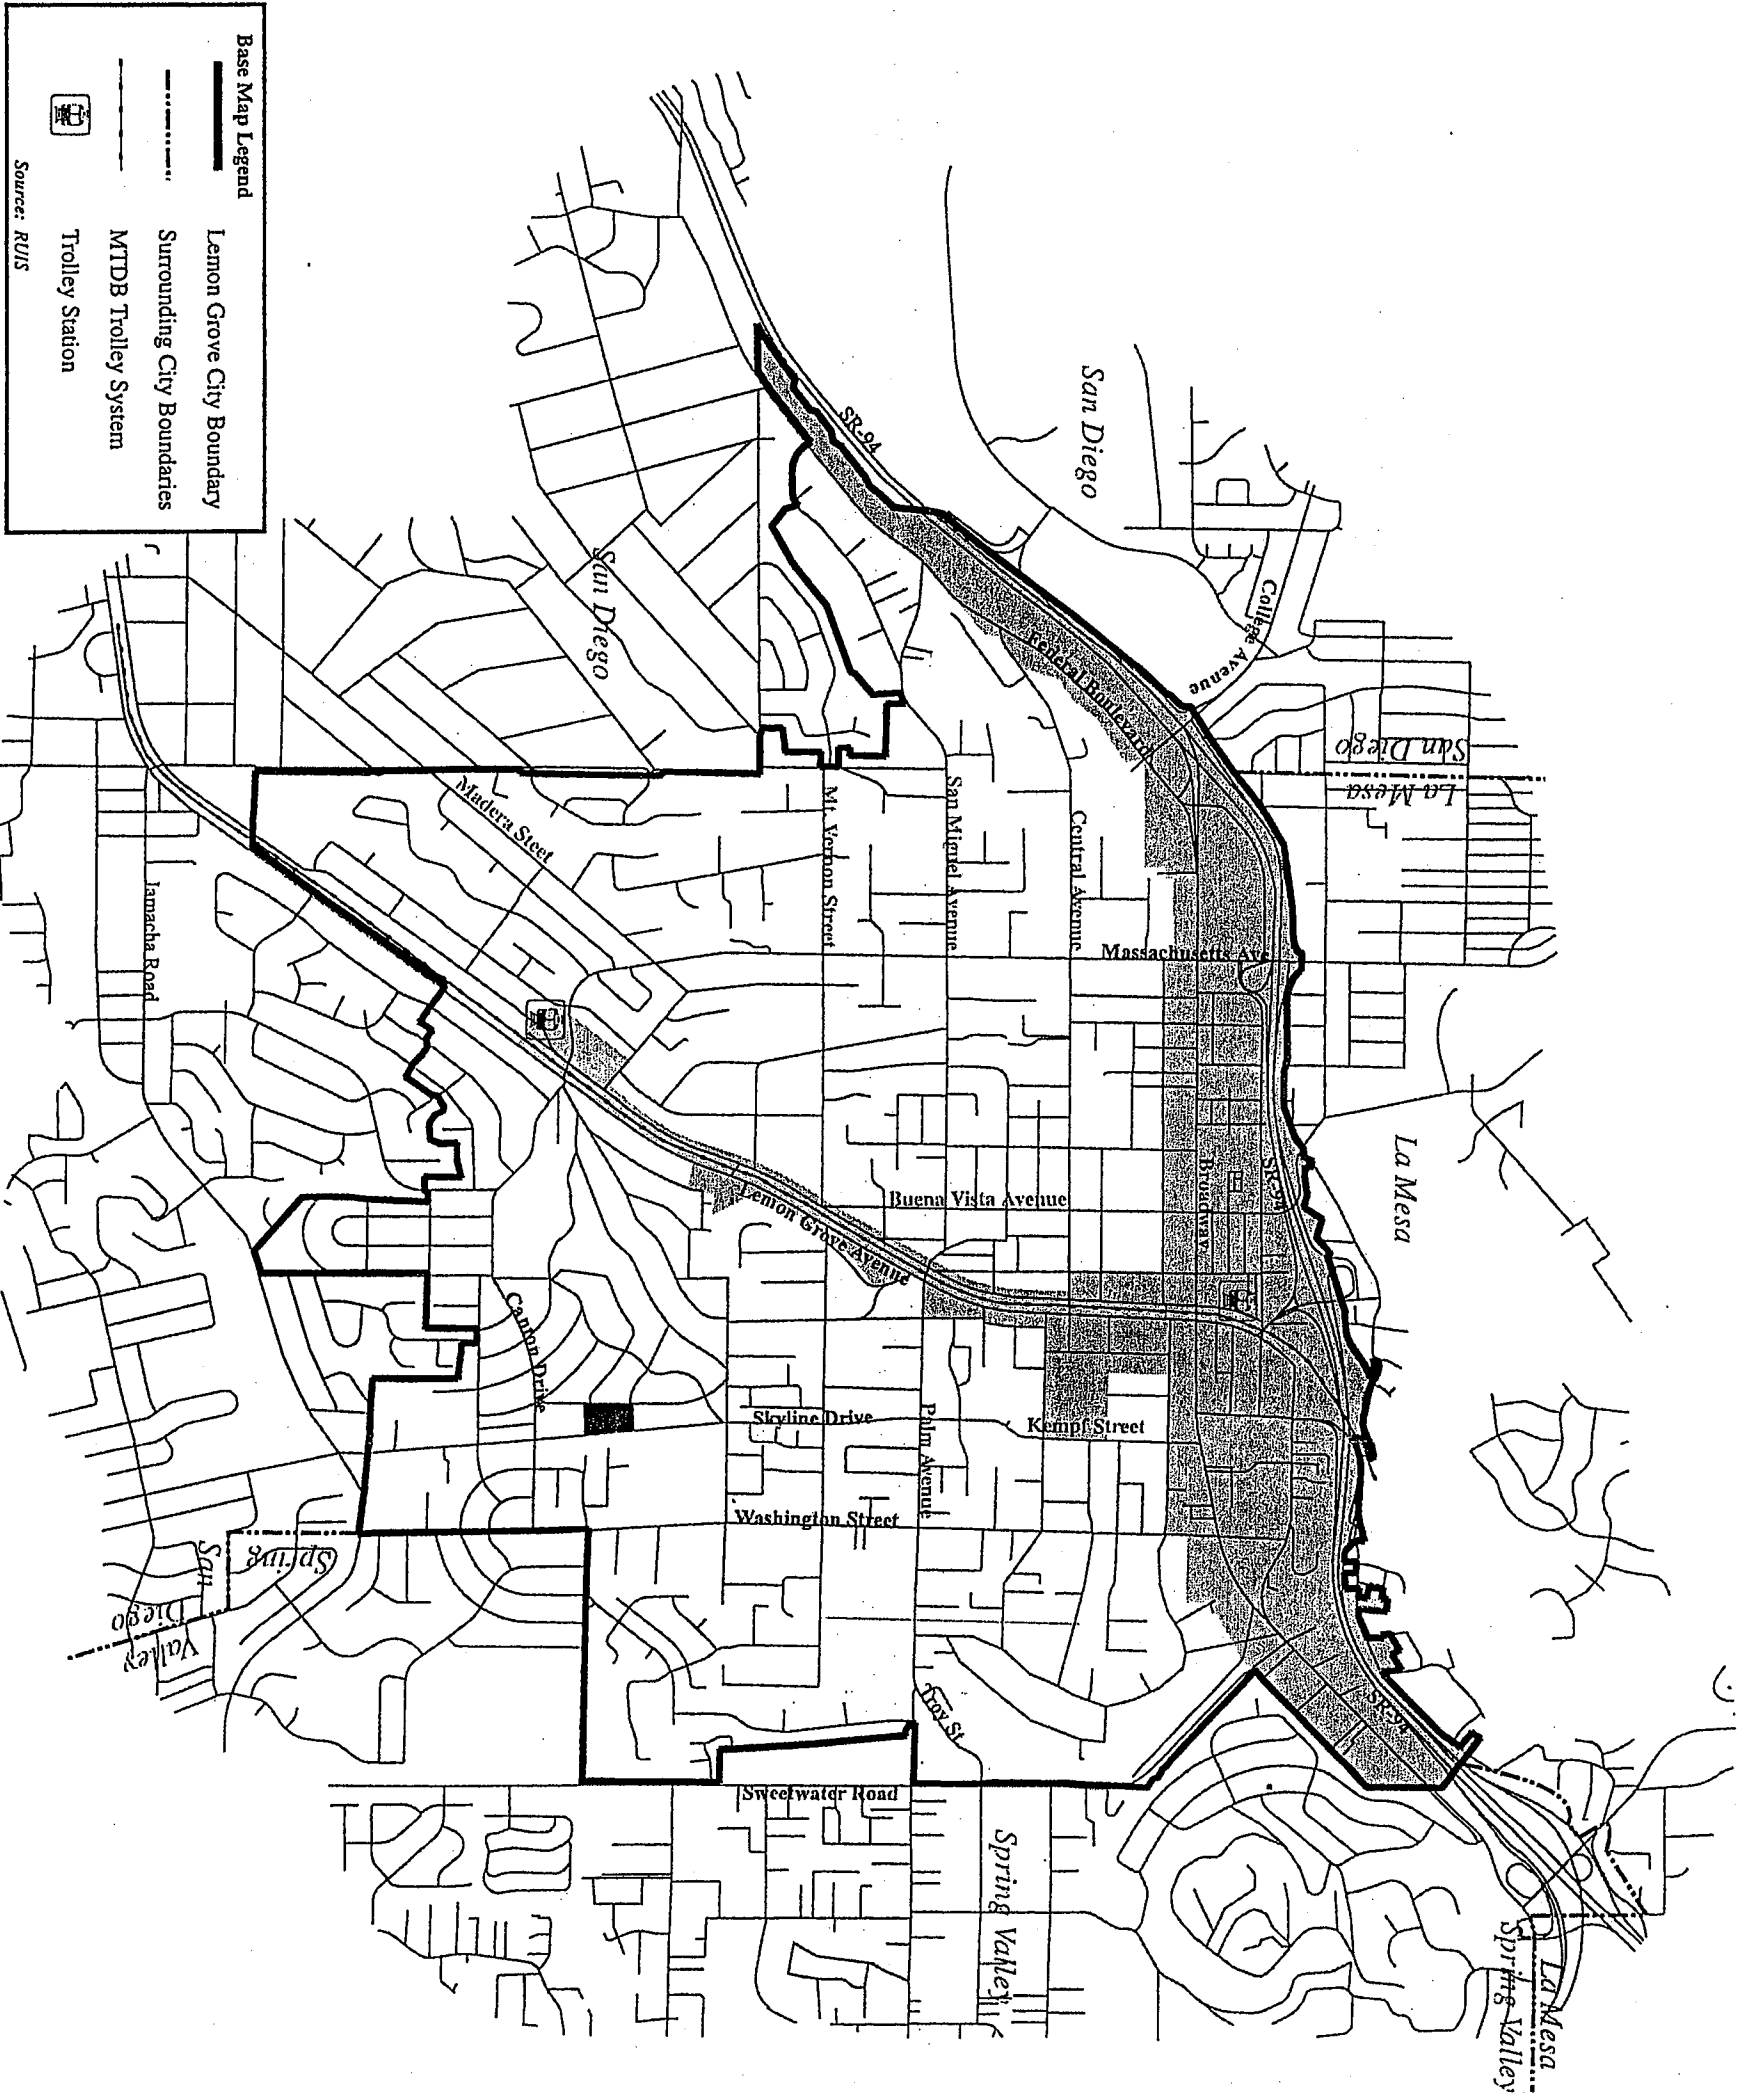 Base Map Legend
Lemon Grove City Boundary
Surrounding City Boundaries
MTDB Trolley System
Trolley Station
Source: RUIS
La Mesa
Spring Valley
La Mesa
San Diego
La Mesa
San Diego
College Avenue
SR-94
SR-94
SR-94
Broadway
Massachusetts Ave
Federal Boulevard
Central Avenue
Kempf Street
Buena Vista Avenue
San Miguel Avenue
Palm Avenue
Troy St.
Spring Valley
Lemon Grove Avenue
Mt. Vernon Street
Skyline Drive
Washington Street
Sweetwater Road
San Diego
Madera Steet
Canton Drive
Jamacha Road
Spring
Valley
San
Diego